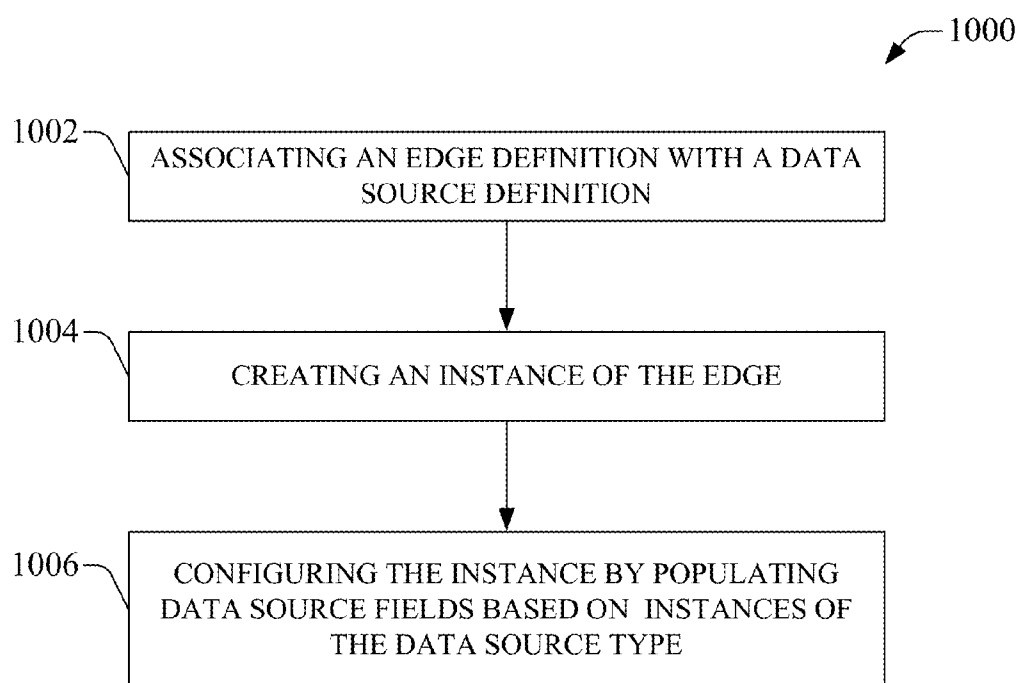 1000
1002
ASSOCIATING AN EDGE DEFINITION WITH A DATA
SOURCE DEFINITION
1004
CREATING AN INSTANCE OF THE EDGE
1006
CONFIGURING THE INSTANCE BY POPULATING
DATA SOURCE FIELDS BASED ON INSTANCES OF
THE DATA SOURCE TYPE